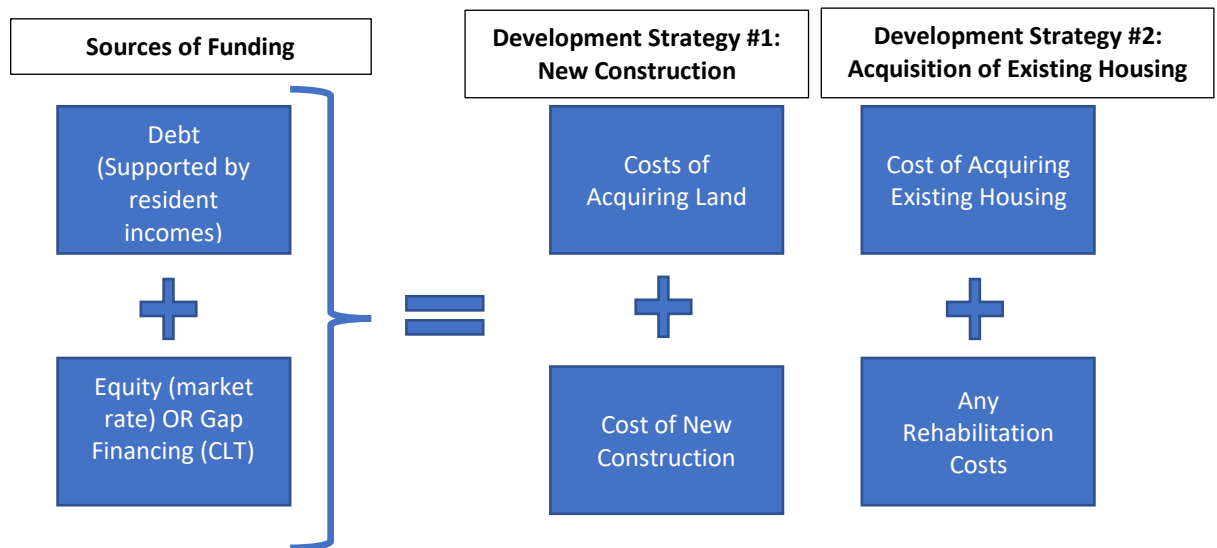 Sources of Funding
Development Strategy #1:
New Construction
Development Strategy #2:
Acquisition of Existing Housing
Debt
(Supported by
resident
incomes)
Costs of
Acquiring Land
Cost of Acquiring
Existing Housing
Equity (market
rate) OR Gap
Financing (CLT)
Cost of New
Construction
Any
Rehabilitation
Costs